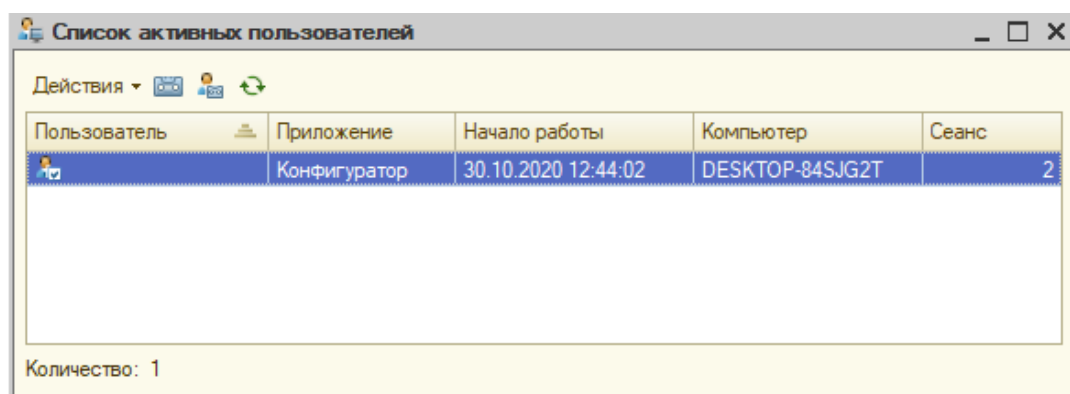 Список активных пользователей
Действия
Пользователь Приложение Начало работы Компьютер Сеанс
Конфигуратор 30.10.2020 12:44:02 DESKTOP-84SJG2T 2
Количество: 1